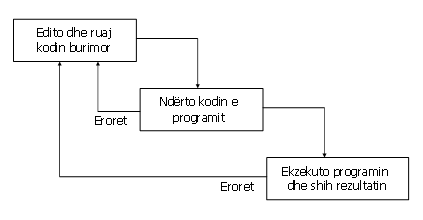 Edito dhe ruaj
kodin burimor
Ndërto kodin e
programit
Eroret
Ekzekuto programin
dhe shih rezultatin
Eroret